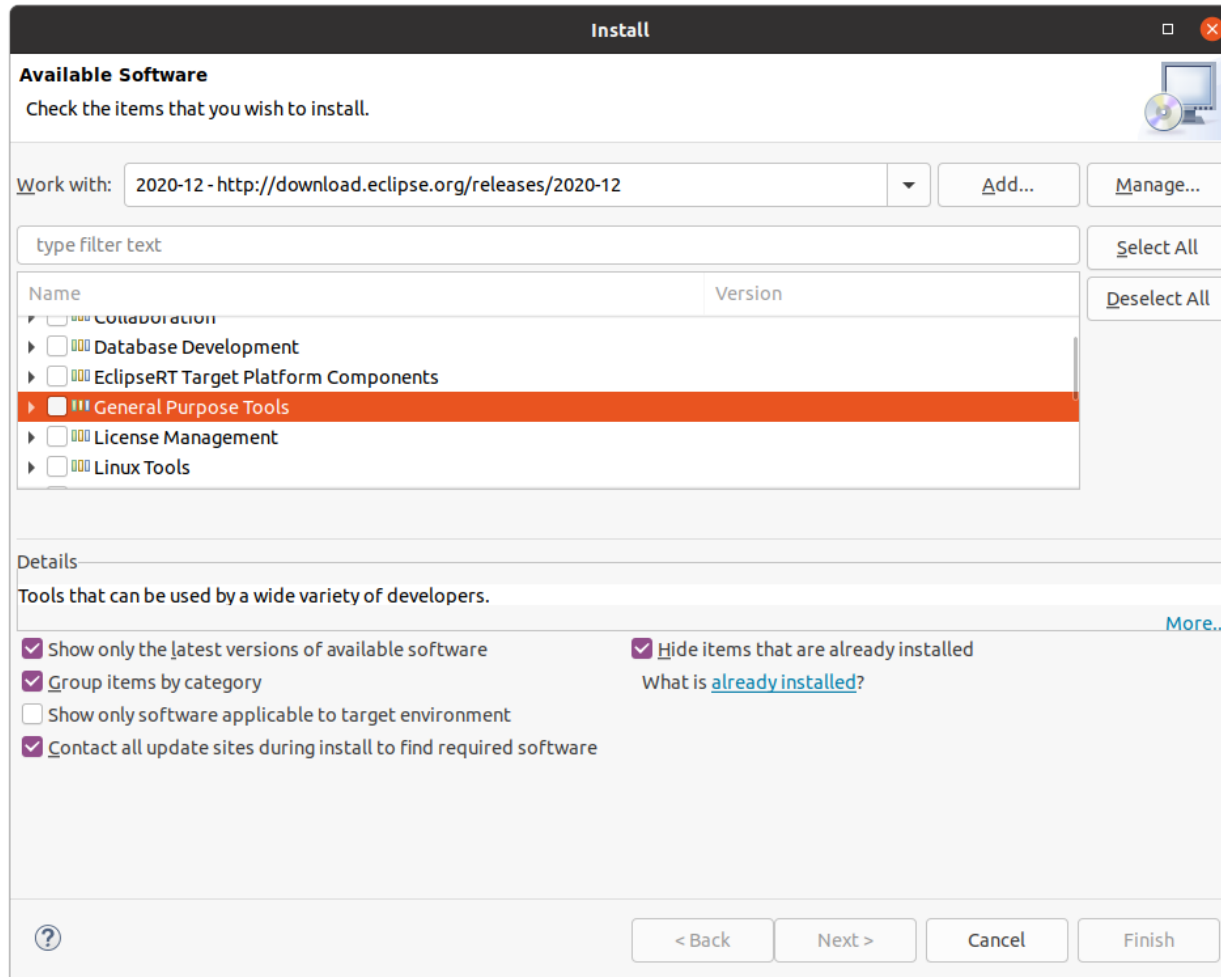 Install
Available Software
Check the items that you wish to install.
Work with: 2020-12 - http://download.eclipse.org/releases/2020-12 Add... Manage...
type filter text Select All
Name Version Deselect All
Collaboration
Database Development
EclipseRT Target Platform Components
General Purpose Tools
License Management
Linux Tools
Details
Tools that can be used by a wide variety of developers.
More..
Show only the latest versions of available software Hide items that are already installed
Group items by category What is already installed?
Show only software applicable to target environment
Contact all update sites during install to find required software
? < Back Next > Cancel Finish